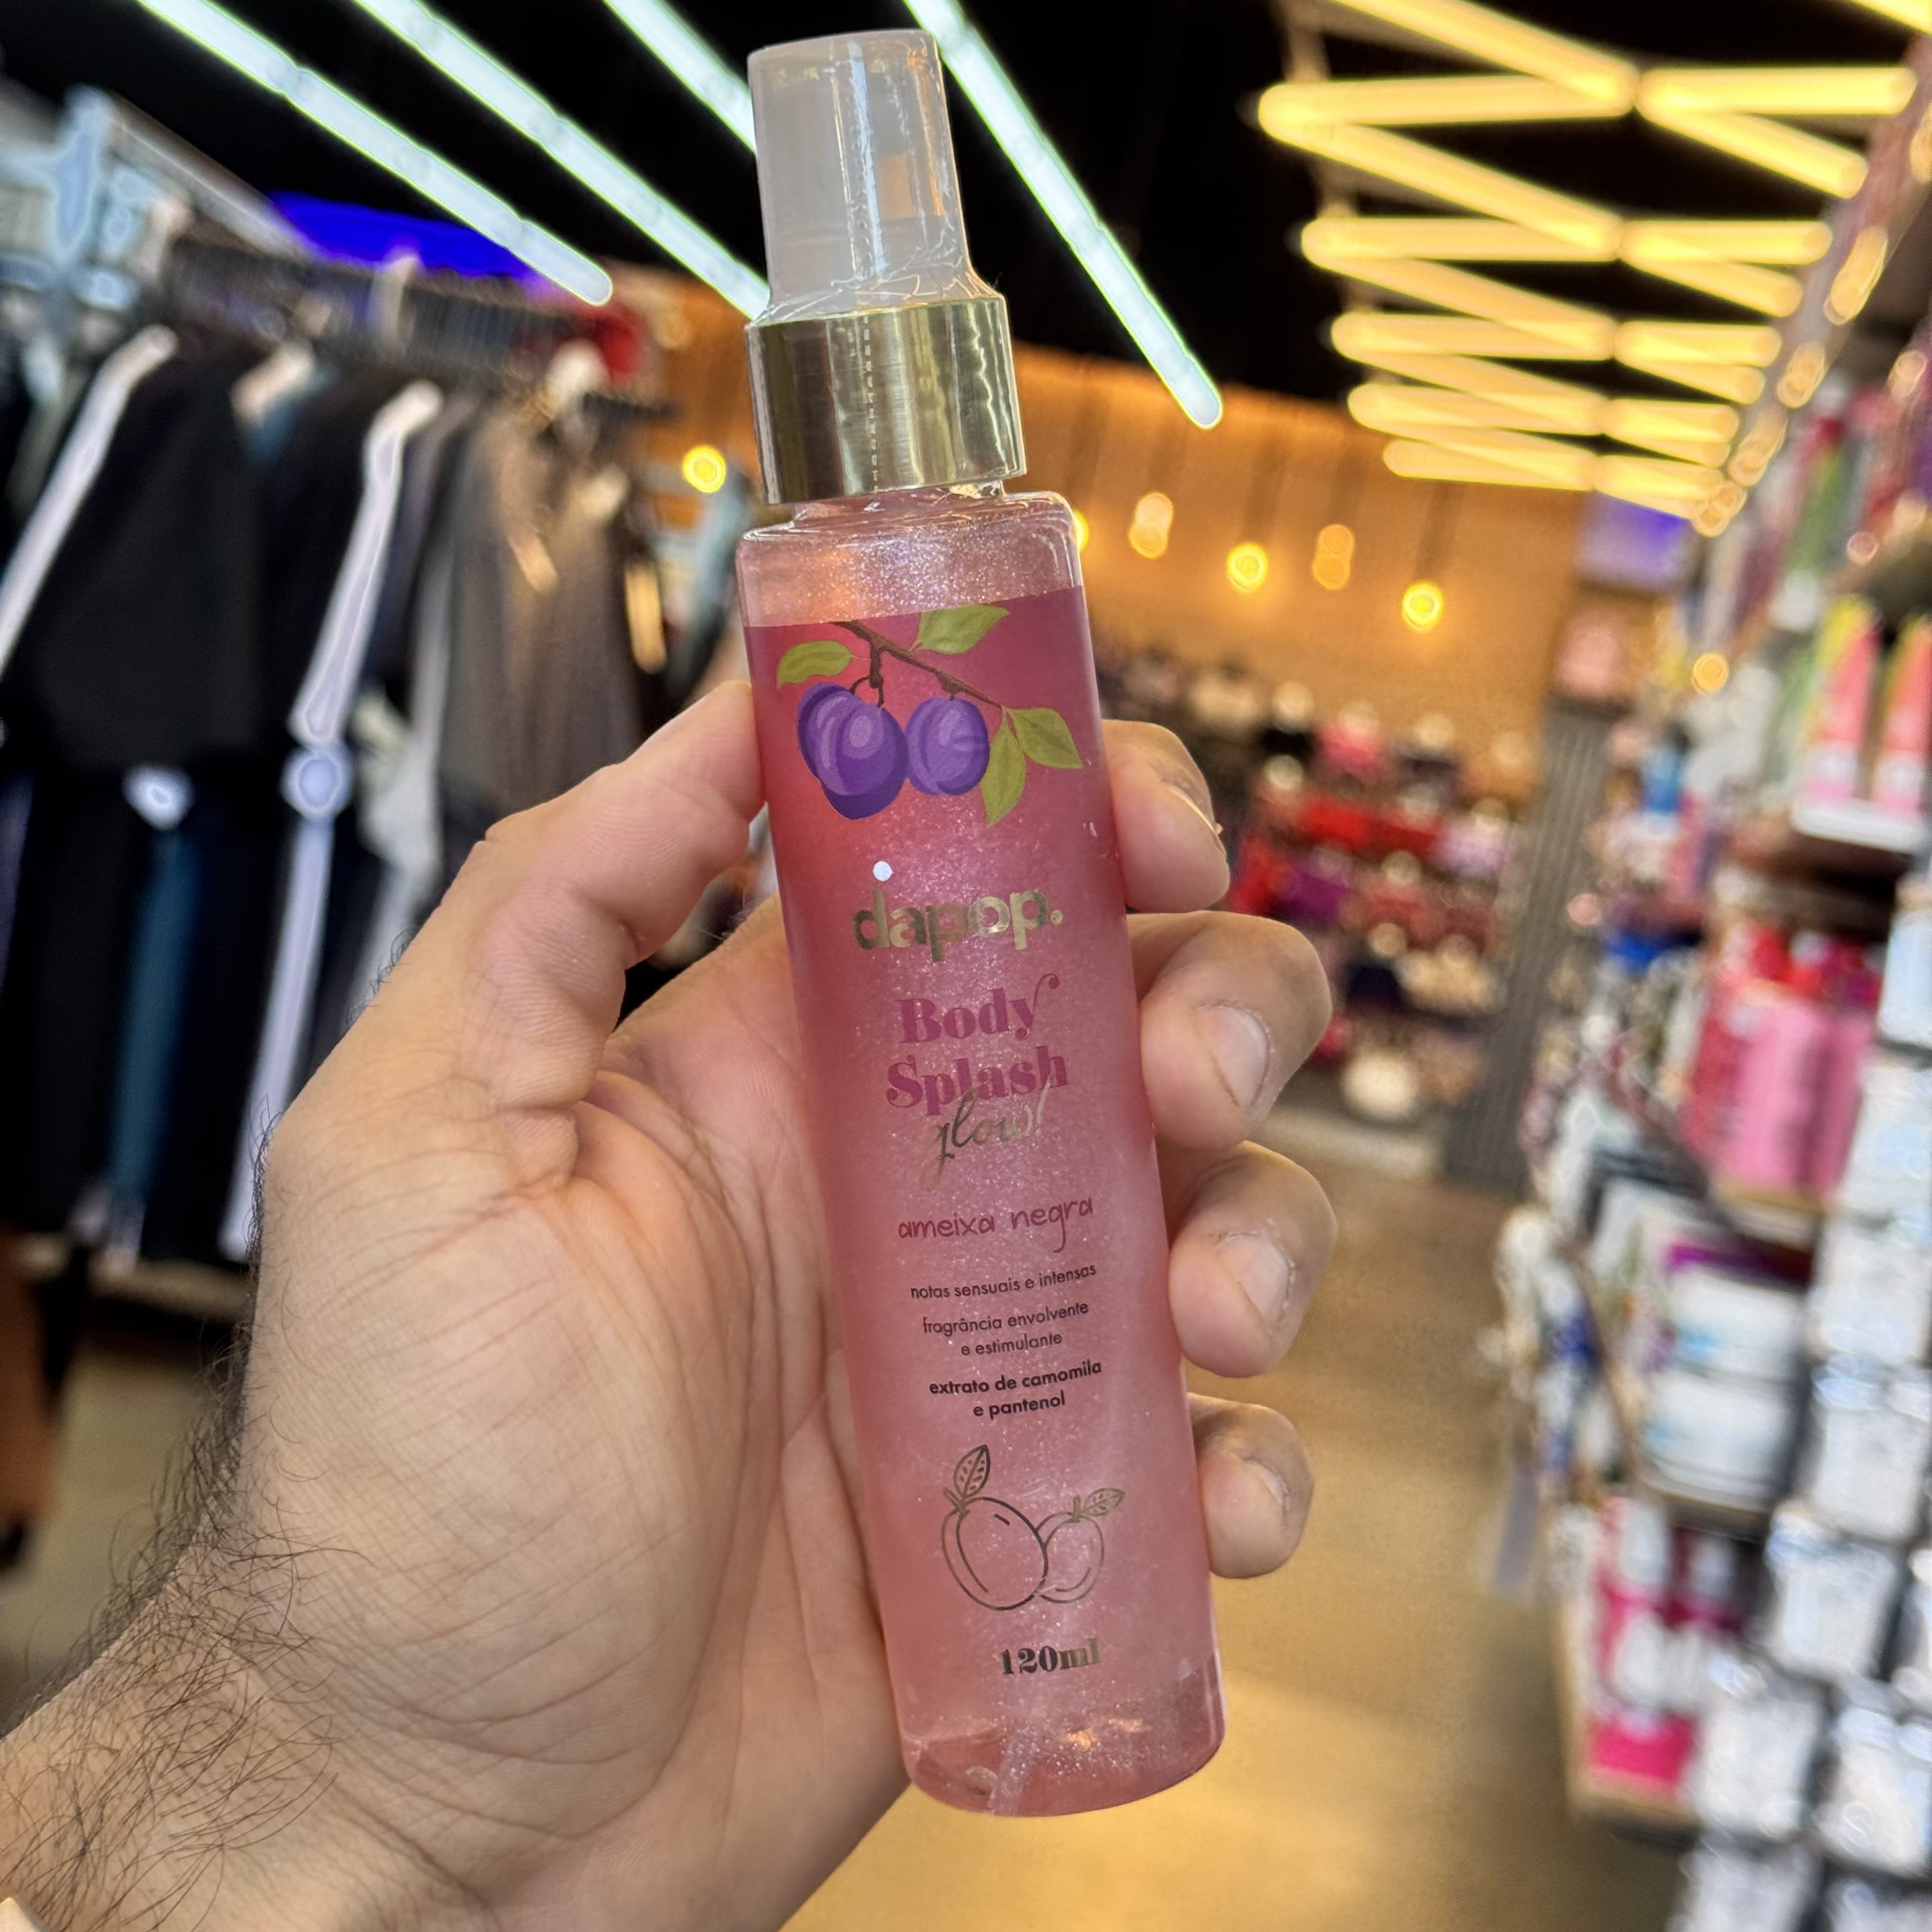 dapop.
Body
Splash
glow
ameixa negra
notas sensuais e intensas
fragrância envolvente
e estimulante
extrato de camomila
e pantenol
120ml